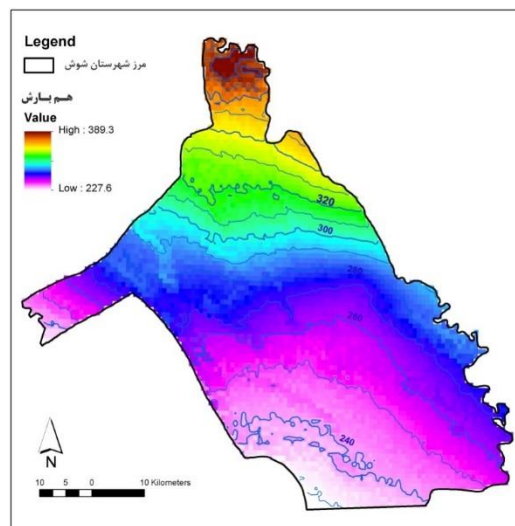 Legend
مرز شهرستان شوش
هم بارش
Value
High : 389.3
Low : 227.6
320
300
280
260
240
N
10 5 0 10 Kilometers